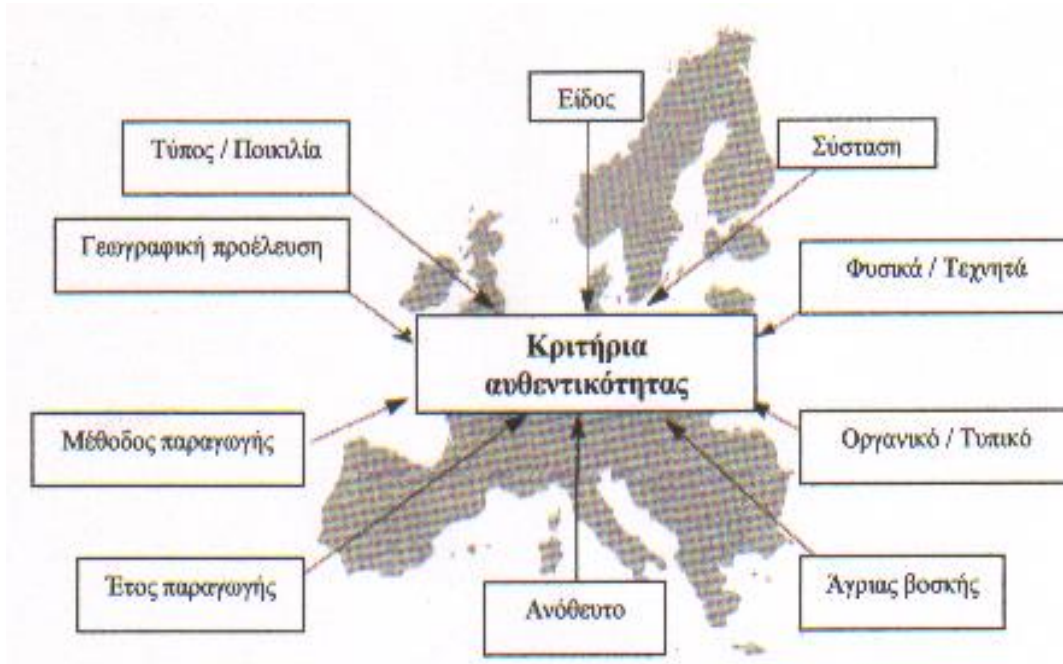 Είδος
Τύπος / Ποικιλία
Σύσταση
Γεωγραφική προέλευση
Φυσικά / Τεχνητά
Κριτήρια
αυθεντικότητας
Μέθοδος παραγωγής
Οργανικό / Τυπικό
Έτος παραγωγής
Ανόθευτο
Άγριας βοσκής